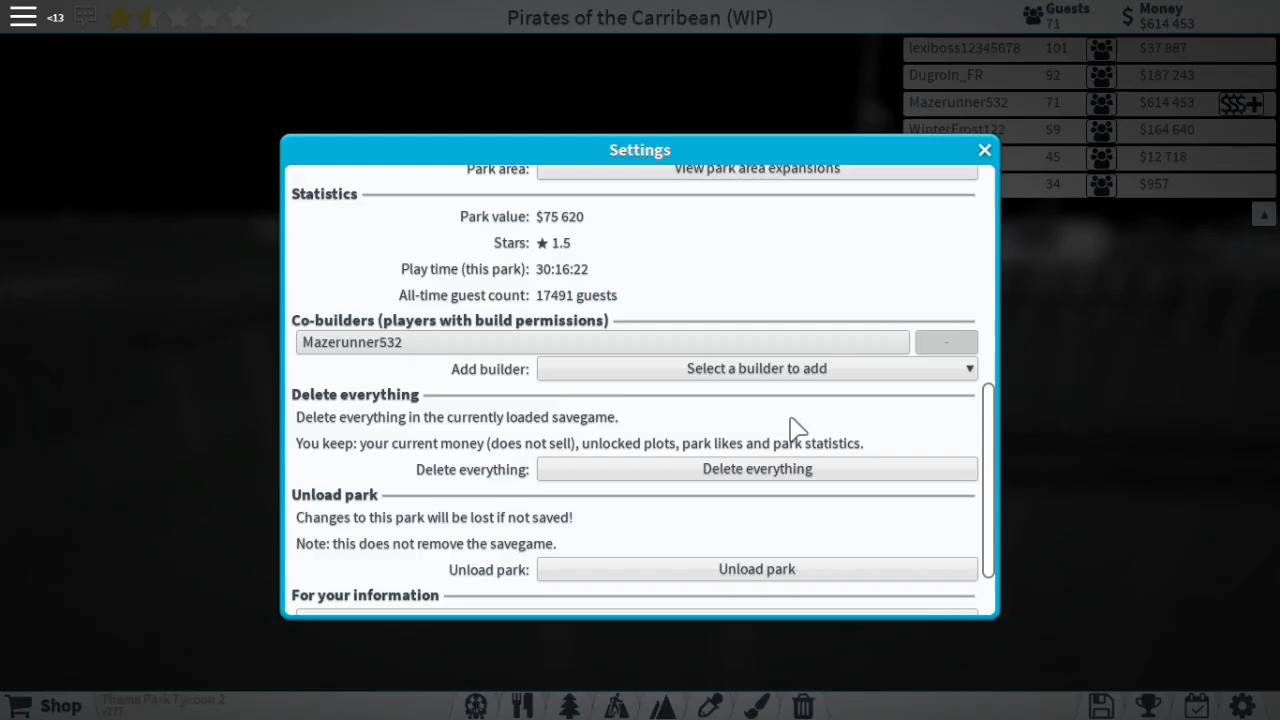 <13
Pirates of the Carribean (WIP)
Guests
71
$ Money
$614 453
lexiboss12345678 101 $37 887
DugroIn_FR 92 $187 243
Mazerunner532 71 $614 453 $$$+
WinterFrost122 59 $164 640
45 $12 718
34 $957
Settings
Park area: View park area expansions
Statistics
Park value: $75 620
Stars: ★ 1.5
Play time (this park): 30:16:22
All-time guest count: 17491 guests
Co-builders (players with build permissions)
Mazerunner532 -
Add builder: Select a builder to add
Delete everything
Delete everything in the currently loaded savegame.
You keep: your current money (does not sell), unlocked plots, park likes and park statistics.
Delete everything: Delete everything
Unload park
Changes to this park will be lost if not saved!
Note: this does not remove the savegame.
Unload park: Unload park
For your information
Shop
Theme Park Tycoon 2
v277